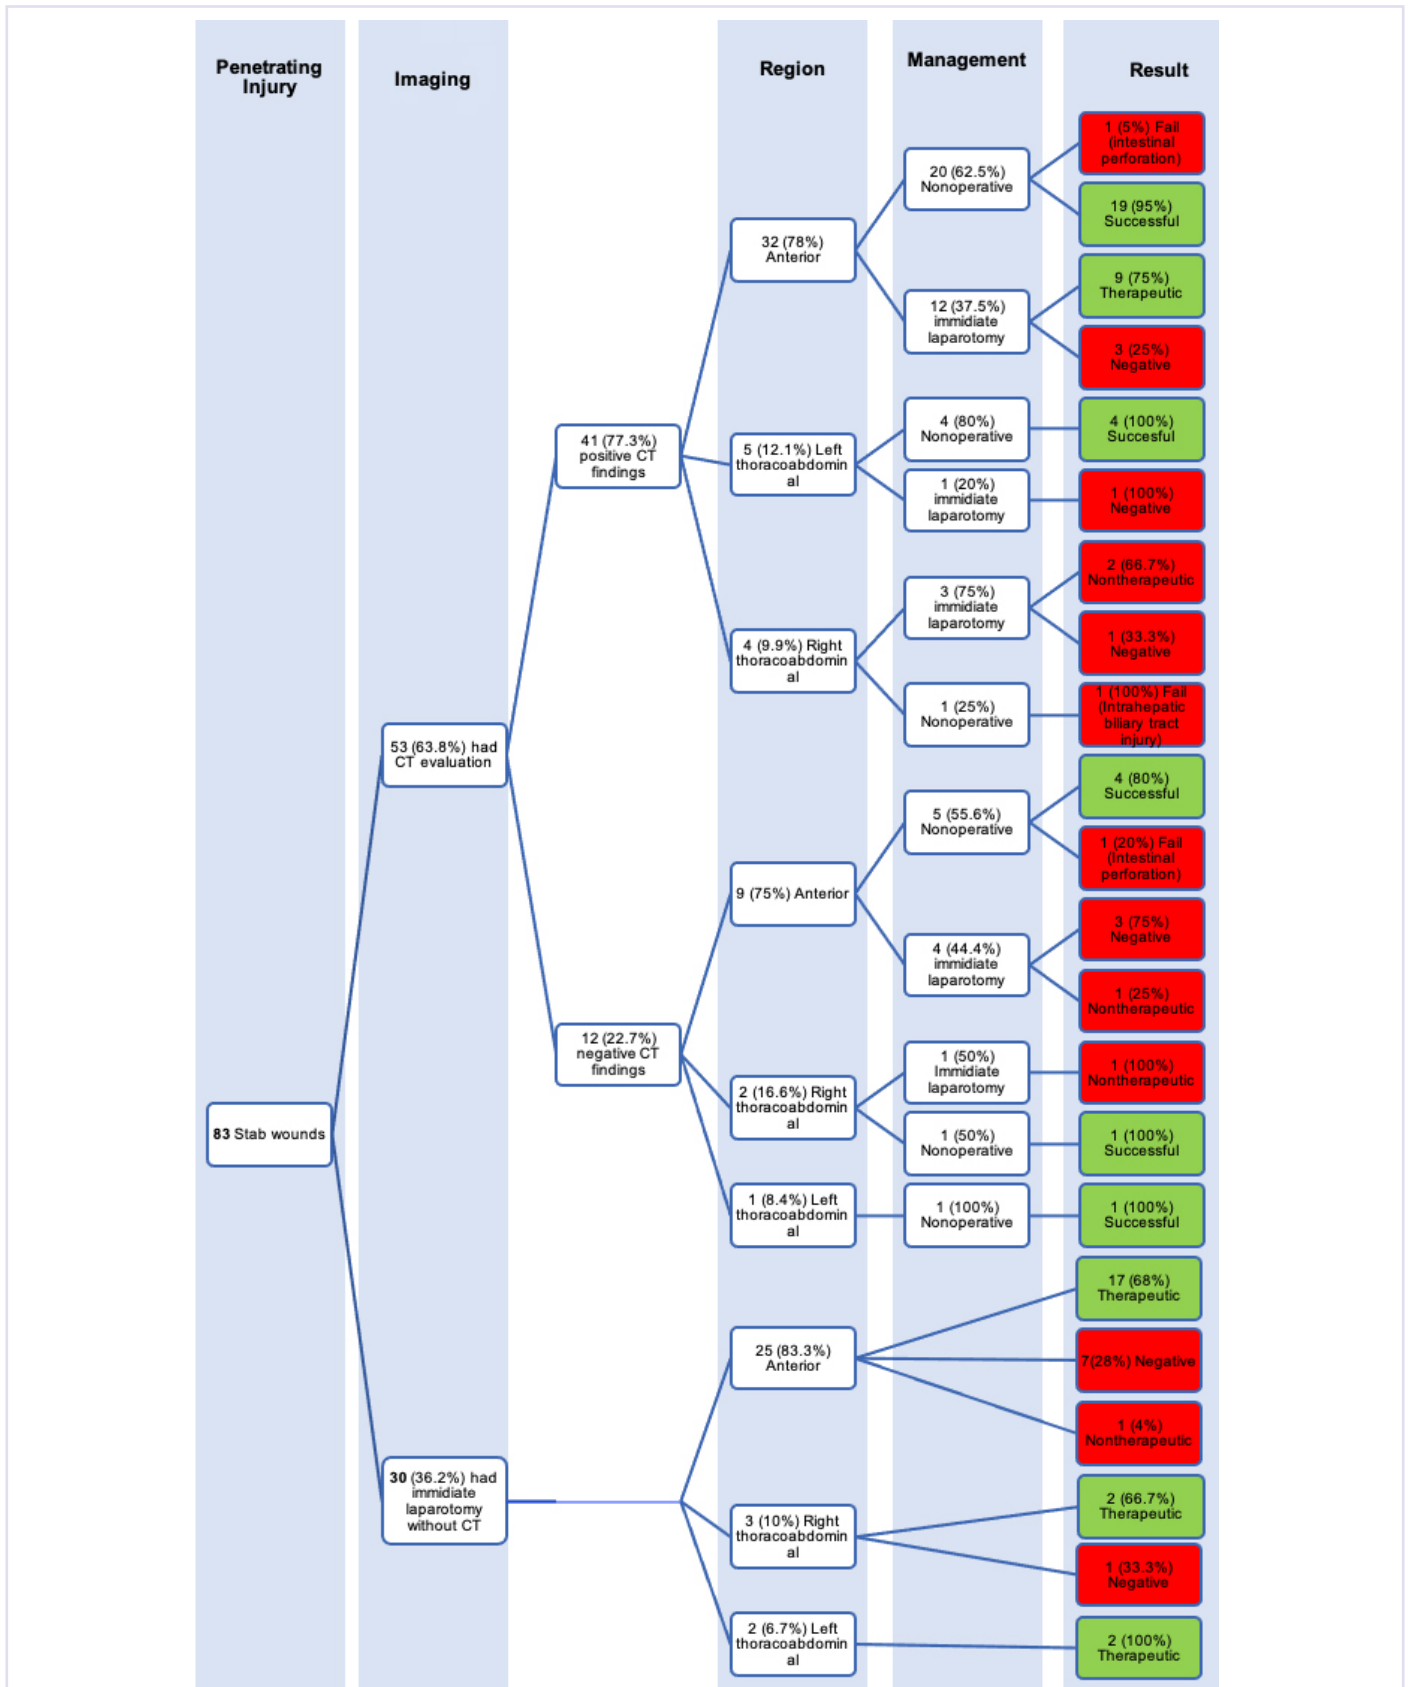 Penetrating
Injury
Imaging
Region
Management
Result
83 Stab wounds
53 (63.8%) had
CT evaluation
30 (36.2%) had
immidiate
laparotomy
without CT
41 (77.3%)
positive CT
findings
12 (22.7%)
negative CT
findings
32 (78%)
Anterior
5 (12.1%) Left
thoracoabdomin
al
4 (9.9%) Right
thoracoabdomin
al
9 (75%) Anterior
2 (16.6%) Right
thoracoabdomin
al
1 (8.4%) Left
thoracoabdomin
al
25 (83.3%)
Anterior
3 (10%) Right
thoracoabdomin
al
2 (6.7%) Left
thoracoabdomin
al
20 (62.5%)
Nonoperative
12 (37.5%)
immidiate
laparotomy
4 (80%)
Nonoperative
1 (20%)
immidiate
laparotomy
3 (75%)
immidiate
laparotomy
1 (25%)
Nonoperative
5 (55.6%)
Nonoperative
4 (44.4%)
immidiate
laparotomy
1 (50%)
Immidiate
laparotomy
1 (50%)
Nonoperative
1 (100%)
Nonoperative
1 (5%) Fail
(intestinal
perforation)
19 (95%)
Successful
9 (75%)
Therapeutic
3 (25%)
Negative
4 (100%)
Succesful
1 (100%)
Negative
2 (66.7%)
Nontherapeutic
1 (33.3%)
Negative
1 (100%) Fail
(Intrahepatic
biliary tract
injury)
4 (80%)
Successful
1 (20%) Fail
(Intestinal
perforation)
3 (75%)
Negative
1 (25%)
Nontherapeutic
1 (100%)
Nontherapeutic
1 (100%)
Successful
1 (100%)
Successful
17 (68%)
Therapeutic
7(28%) Negative
1 (4%)
Nontherapeutic
2 (66.7%)
Therapeutic
1 (33.3%)
Negative
2 (100%)
Therapeutic